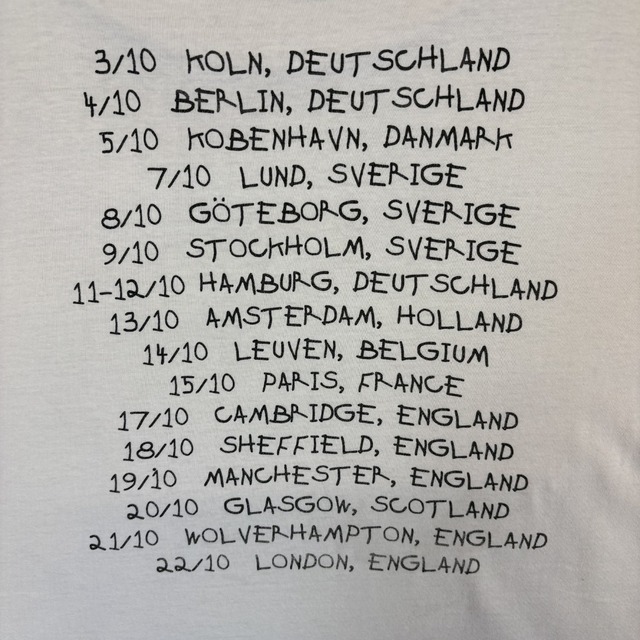 3/10 KOLN, DEUTSCHLAND
4/10 BERLIN, DEUTSCHLAND
5/10 KOBENHAVN, DANMARK
7/10 LUND, SVERIGE
8/10 GÖTEBORG, SVERIGE
9/10 STOCKHOLM, SVERIGE
11-12/10 HAMBURG, DEUTSCHLAND
13/10 AMSTERDAM, HOLLAND
14/10 LEUVEN, BELGIUM
15/10 PARIS, FRANCE
17/10 CAMBRIDGE, ENGLAND
18/10 SHEFFIELD, ENGLAND
19/10 MANCHESTER, ENGLAND
20/10 GLASGOW, SCOTLAND
21/10 WOLVERHAMPTON, ENGLAND
22/10 LONDON, ENGLAND